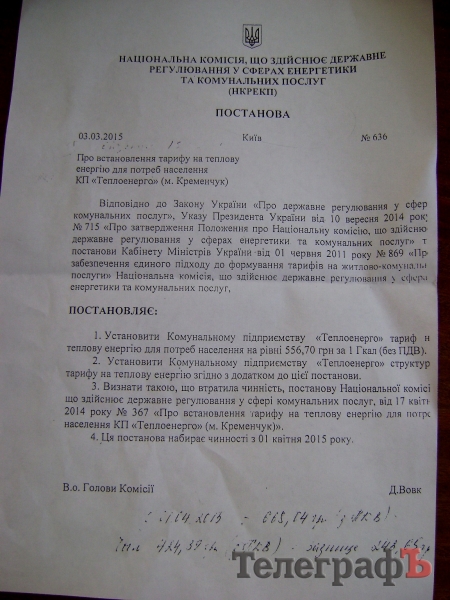 НАЦІОНАЛЬНА КОМІСІЯ, ЩО ЗДІЙСНЮЄ ДЕРЖАВНЕ
РЕГУЛЮВАННЯ У СФЕРАХ ЕНЕРГЕТИКИ
ТА КОМУНАЛЬНИХ ПОСЛУГ
(НКРЕКП)
ПОСТАНОВА
03.03.2015 Київ № 636
Про встановлення тарифу на теплову
енергію для потреб населення
КП «Теплоенерго» (м. Кременчук)
Відповідно до Закону України «Про державне регулювання у сфер
комунальних послуг», Указу Президента України від 10 вересня 2014 рок
№ 715 «Про затвердження Положення про Національну комісію, що здійсню
державне регулювання у сферах енергетики та комунальних послуг» т
постанови Кабінету Міністрів України від 01 червня 2011 року № 869 «Пр
забезпечення єдиного підходу до формування тарифів на житлово-комуналь
послуги» Національна комісія, що здійснює державне регулювання у сфера
енергетики та комунальних послуг,
ПОСТАНОВЛЯЄ:
1. Установити Комунальному підприємству «Теплоенерго» тариф н
теплову енергію для потреб населення на рівні 556,70 грн за 1 Гкал (без ПДВ).
2. Установити Комунальному підприємству «Теплоенерго» структур
тарифу на теплову енергію згідно з додатком до цієї постанови.
3. Визнати такою, що втратила чинність, постанову Національної комісі
що здійснює державне регулювання у сфері комунальних послуг, від 17 квітн
2014 року № 367 «Про встановлення тарифу на теплову енергію для потре
населення КП «Теплоенерго» (м. Кременчук)».
4. Ця постанова набирає чинності з 01 квітня 2015 року.
В.о. Голови Комісії Д.Вовк
ТелеграфЪ